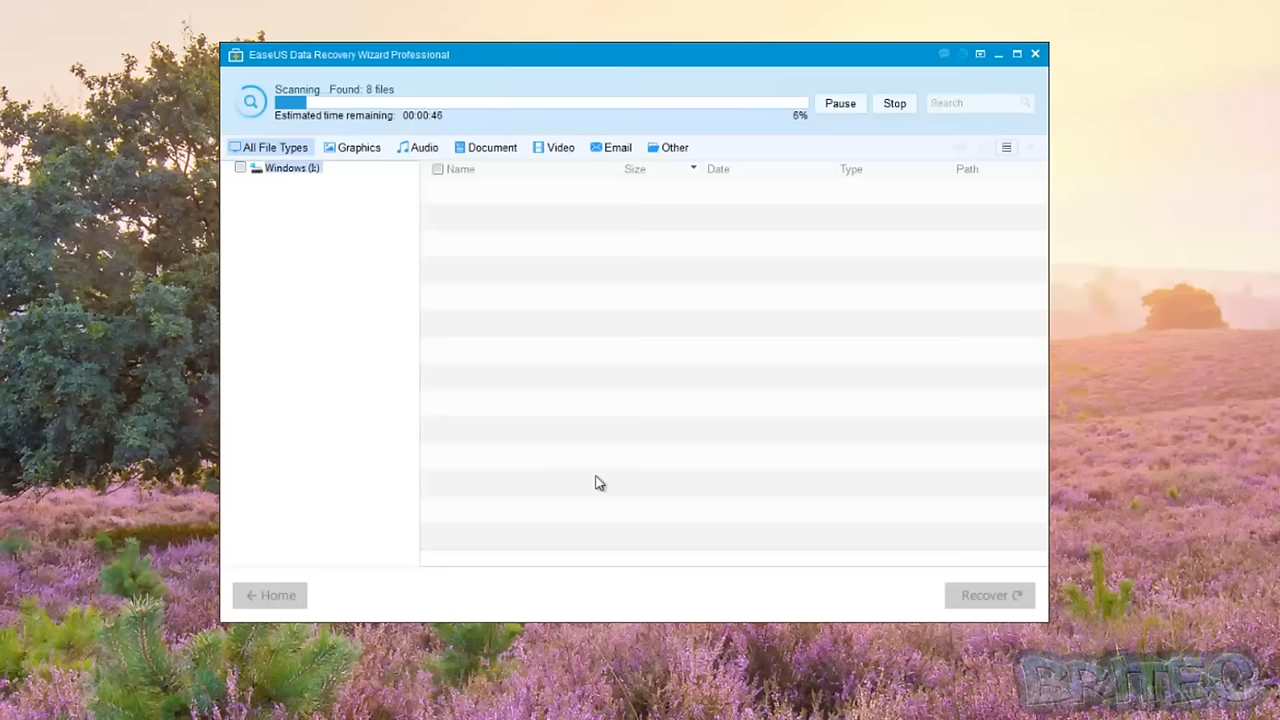 EaseUS Data Recovery Wizard Professional
Scanning...Found: 8 files
Estimated time remaining: 00:00:46
6%
Pause
Stop
Search
All File Types
Graphics
Audio
Document
Video
Email
Other
Windows (I:)
Name
Size
Date
Type
Path
Home
Recover
BRITEC